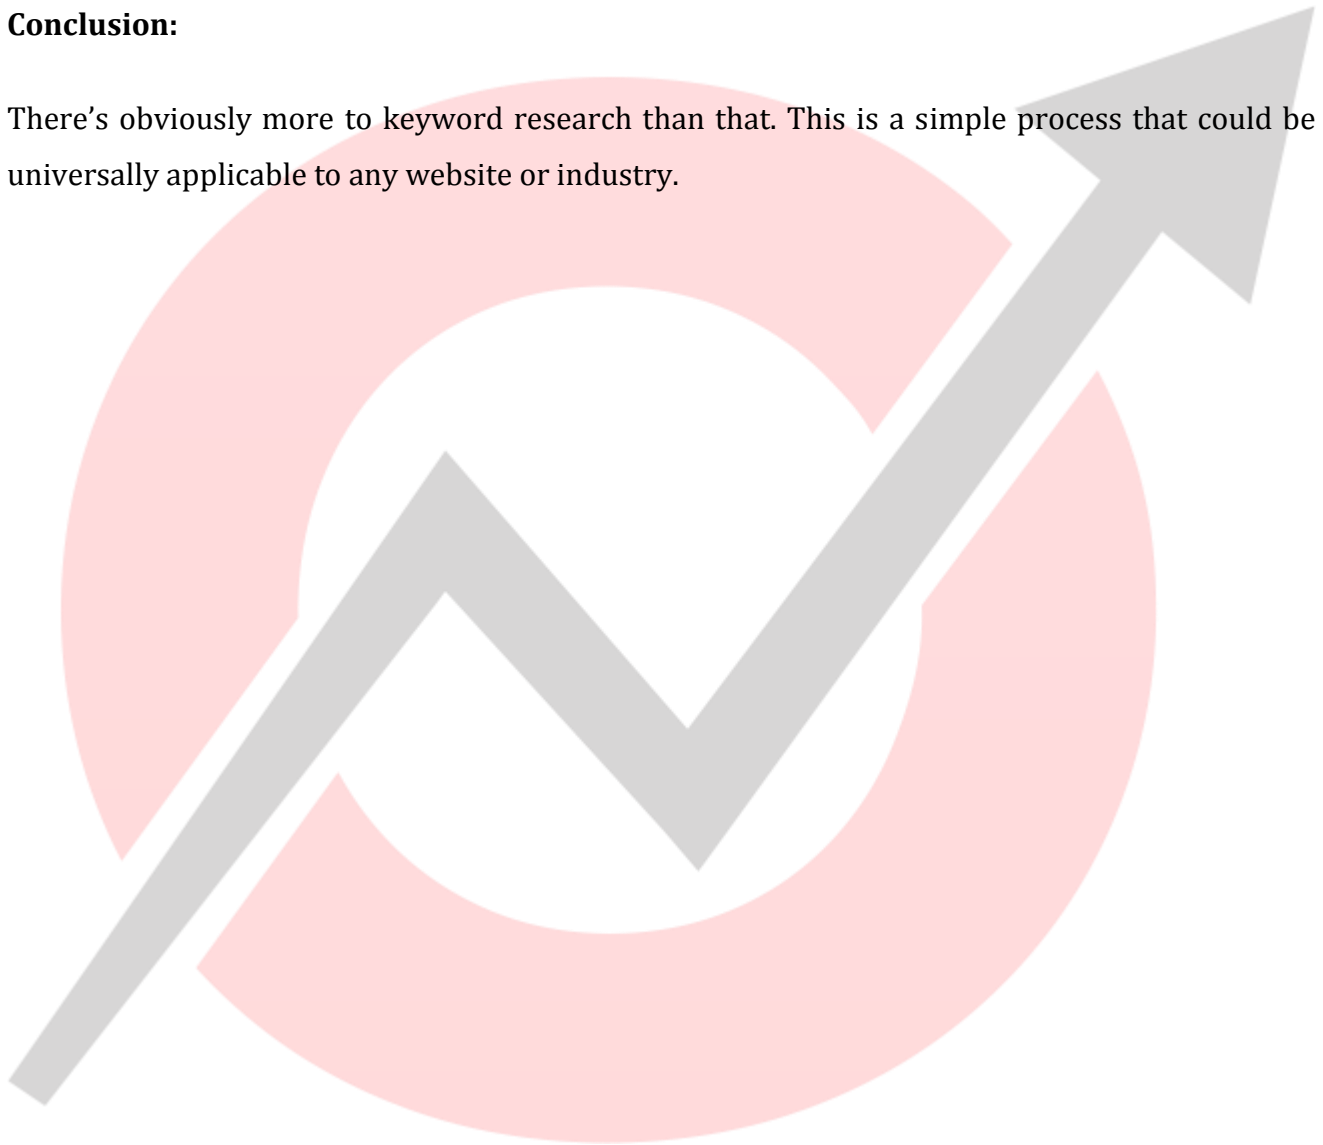 Conclusion:
There’s obviously more to keyword research than that. This is a simple process that could be
universally applicable to any website or industry.